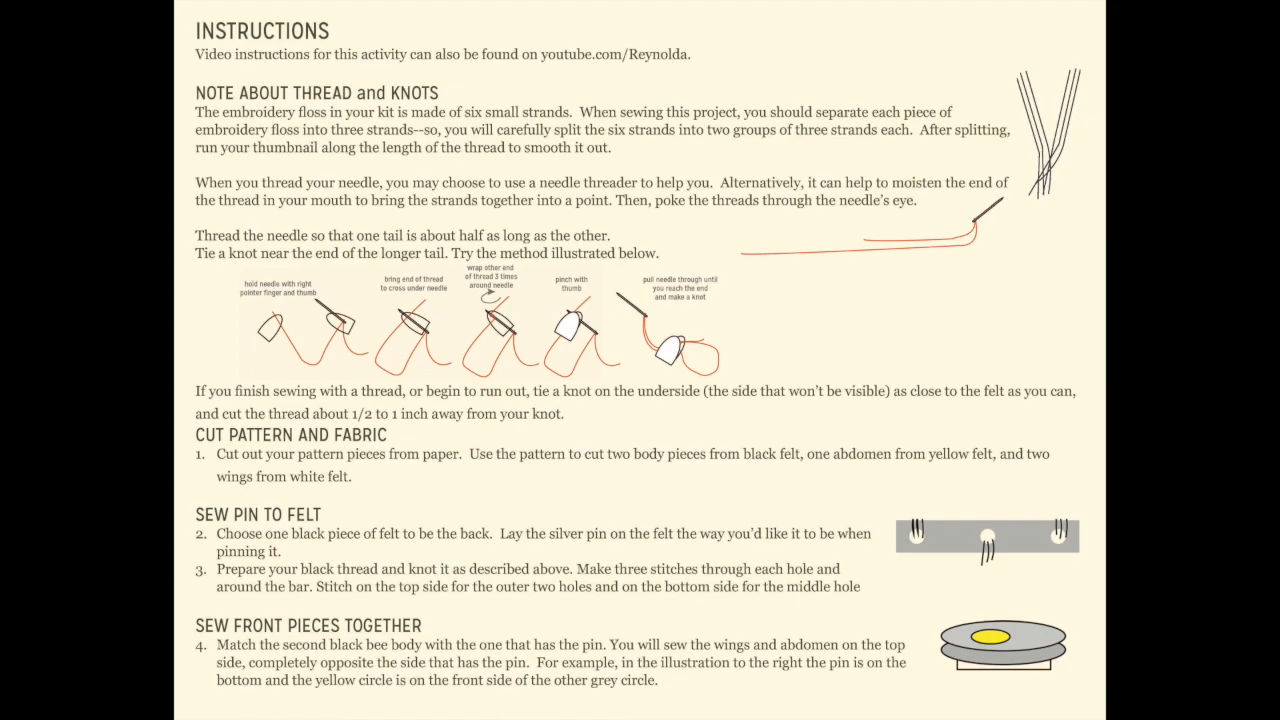 INSTRUCTIONS
Video instructions for this activity can also be found on youtube.com/Reynolda.
NOTE ABOUT THREAD and KNOTS
The embroidery floss in your kit is made of six small strands.  When sewing this project, you should separate each piece of
embroidery floss into three strands--so, you will carefully split the six strands into two groups of three strands each.  After splitting,
run your thumbnail along the length of the thread to smooth it out.
When you thread your needle, you may choose to use a needle threader to help you.  Alternatively, it can help to moisten the end of
the thread in your mouth to bring the strands together into a point. Then, poke the threads through the needle's eye.
Thread the needle so that one tail is about half as long as the other.
Tie a knot near the end of the longer tail. Try the method illustrated below.
hold needle with right
pointer finger and thumb
bring end of thread
to cross under needle
wrap other end
of thread 3 times
around needle
pinch with
thumb
pull needle through until
you reach the end
and make a knot
If you finish sewing with a thread, or begin to run out, tie a knot on the underside (the side that won't be visible) as close to the felt as you can,
and cut the thread about 1/2 to 1 inch away from your knot.
CUT PATTERN AND FABRIC
1. Cut out your pattern pieces from paper.  Use the pattern to cut two body pieces from black felt, one abdomen from yellow felt, and two
wings from white felt.
SEW PIN TO FELT
2. Choose one black piece of felt to be the back.  Lay the silver pin on the felt the way you'd like it to be when
pinning it.
3. Prepare your black thread and knot it as described above. Make three stitches through each hole and
around the bar. Stitch on the top side for the outer two holes and on the bottom side for the middle hole
SEW FRONT PIECES TOGETHER
4. Match the second black bee body with the one that has the pin. You will sew the wings and abdomen on the top
side, completely opposite the side that has the pin.  For example, in the illustration to the right the pin is on the
bottom and the yellow circle is on the front side of the other grey circle.